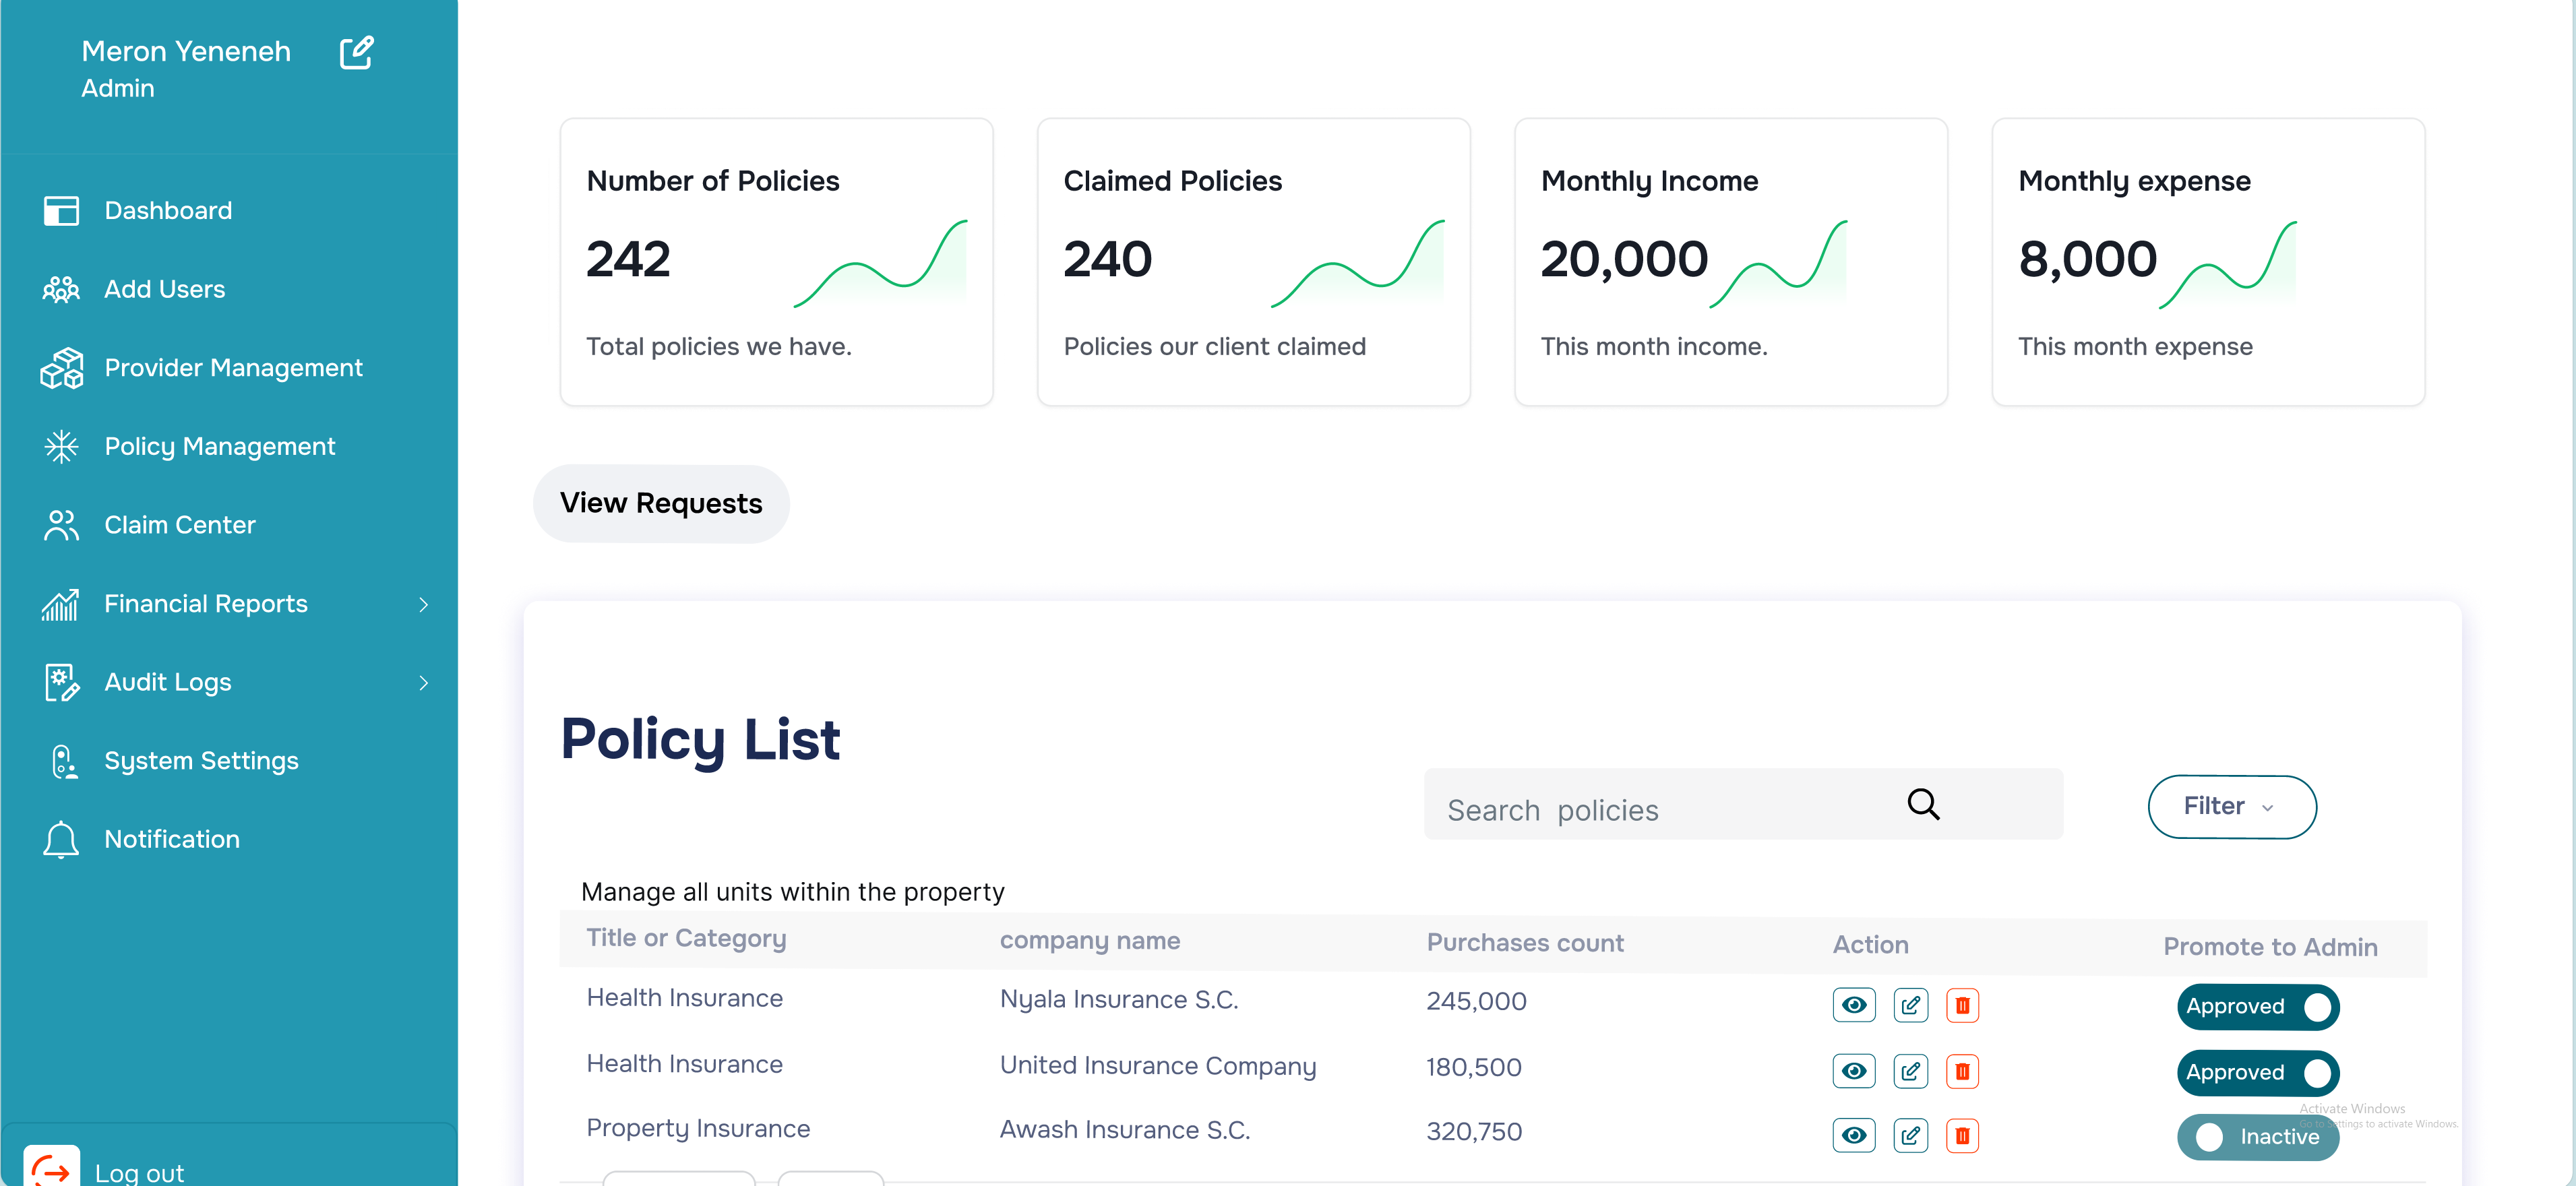 Meron Yeneneh
Admin
Dashboard
Add Users
Provider Management
Policy Management
Claim Center
Financial Reports
Audit Logs
System Settings
Notification
Log out
Number of Policies
242
Total policies we have.
Claimed Policies
240
Policies our client claimed
Monthly Income
20,000
This month income.
Monthly expense
8,000
This month expense
View Requests
Policy List
Search policies
Filter
Manage all units within the property
Title or Category company name Purchases count Action Promote to Admin
Health Insurance Nyala Insurance S.C. 245,000 Approved
Health Insurance United Insurance Company 180,500 Approved
Property Insurance Awash Insurance S.C. 320,750 Inactive
Activate Windows
Go to Settings to activate Windows.